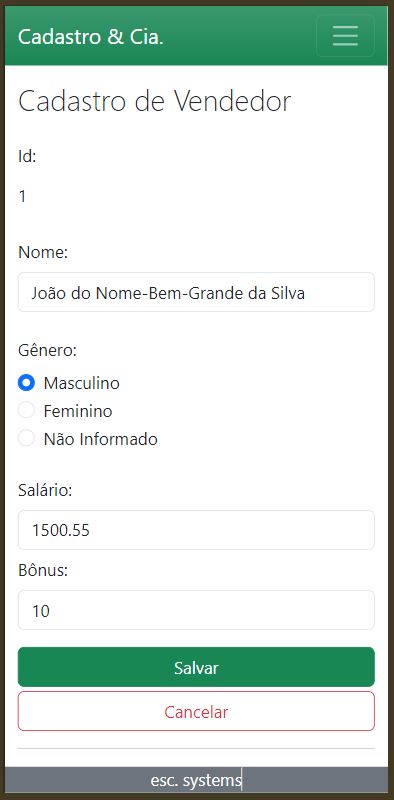 Cadastro & Cia.
Cadastro de Vendedor
Id:
1
Nome:
João do Nome-Bem-Grande da Silva
Gênero:
Masculino
Feminino
Não Informado
Salário:
1500.55
Bônus:
10
Salvar
Cancelar
esc. systems